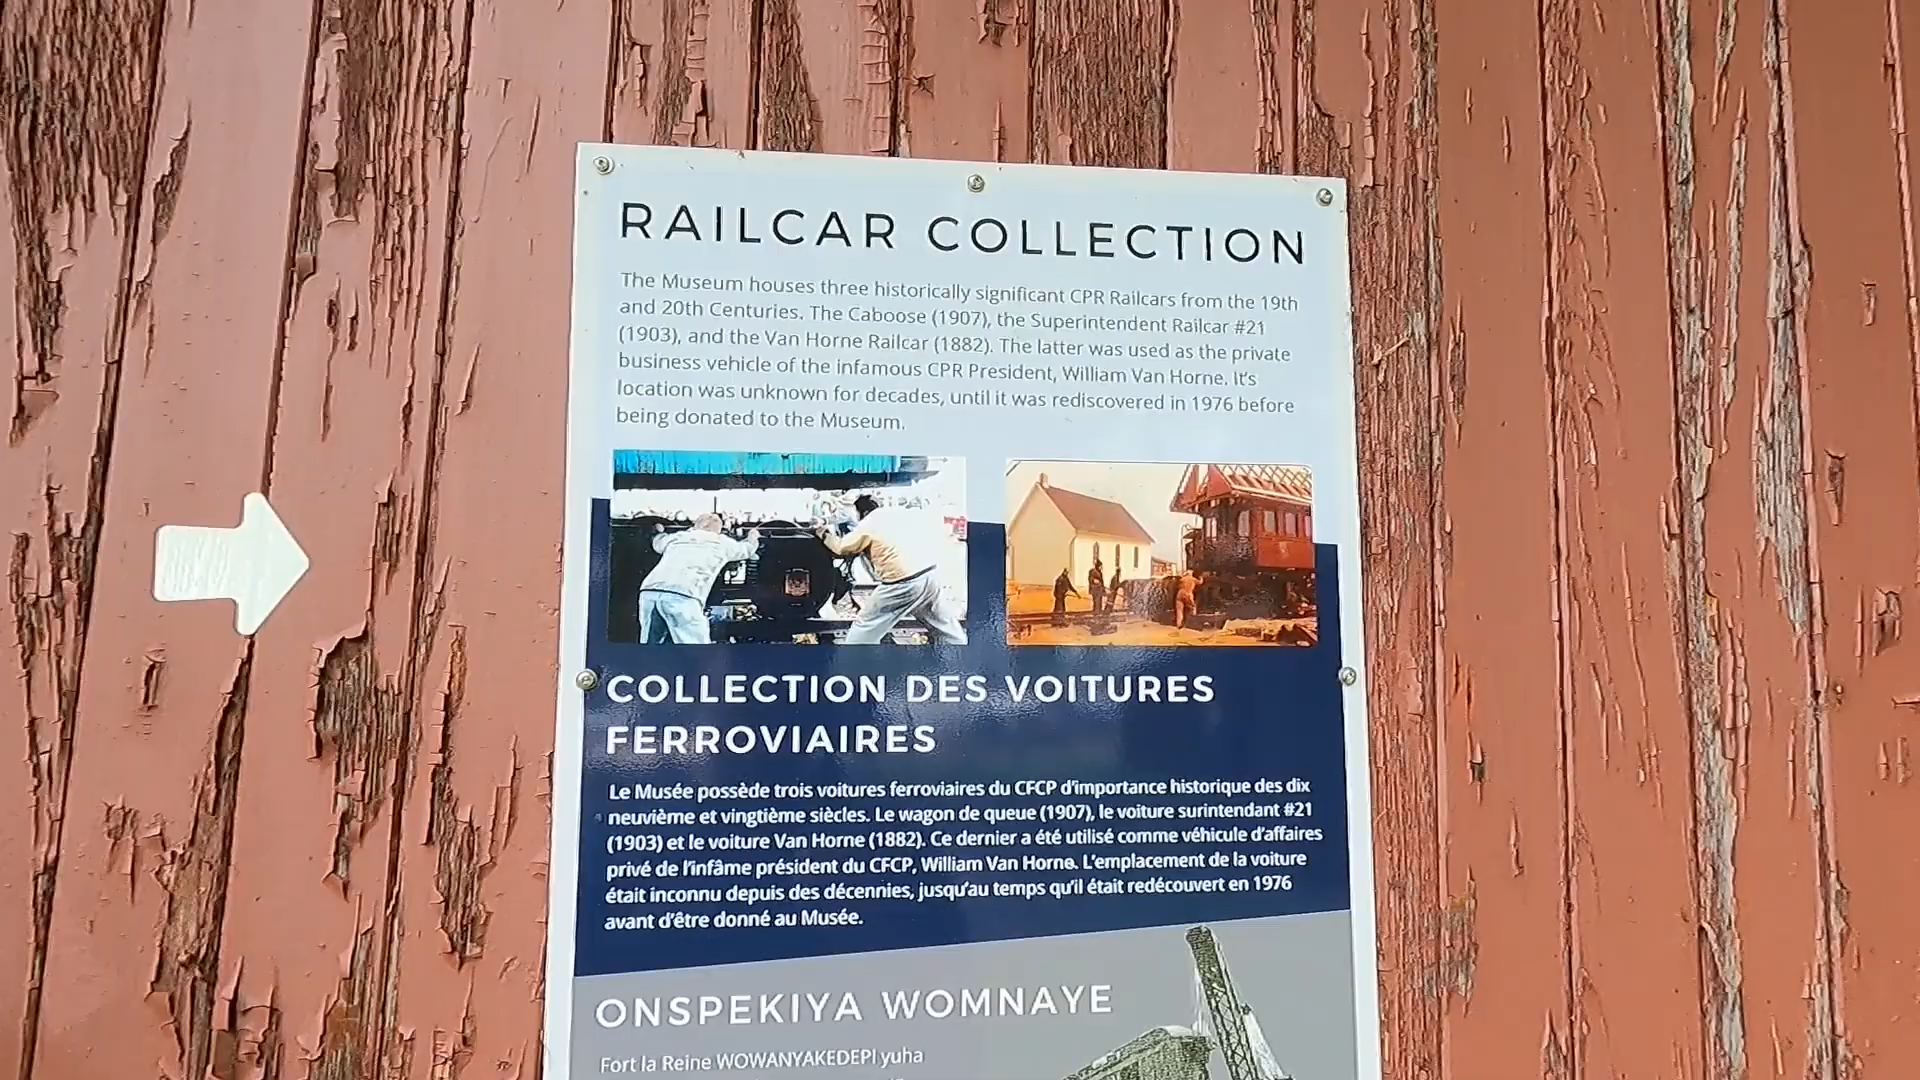 RAILCAR COLLECTION
The Museum houses three historically significant CPR Railcars from the 19th
and 20th Centuries. The Caboose (1907), the Superintendent Railcar #21
(1903), and the Van Horne Railcar (1882). The latter was used as the private
business vehicle of the infamous CPR President, William Van Horne. It's
location was unknown for decades, until it was rediscovered in 1976 before
being donated to the Museum.
COLLECTION DES VOITURES
FERROVIAIRES
Le Musée possède trois voitures ferroviaires du CFCP d'importance historique des dix
neuvième et vingtième siècles. Le wagon de queue (1907), le voiture surintendant #21
(1903) et le voiture Van Horne (1882). Ce dernier a été utilisé comme véhicule d'affaires
privé de l'infâme président du CFCP, William Van Horne. L'emplacement de la voiture
était inconnu depuis des décennies, jusqu'au temps qu'il était redécouvert en 1976
avant d'être donné au Musée.
ONSPEKIYA WOMNAYE
Fort la Reine WOWANYAKEDEPI yuha